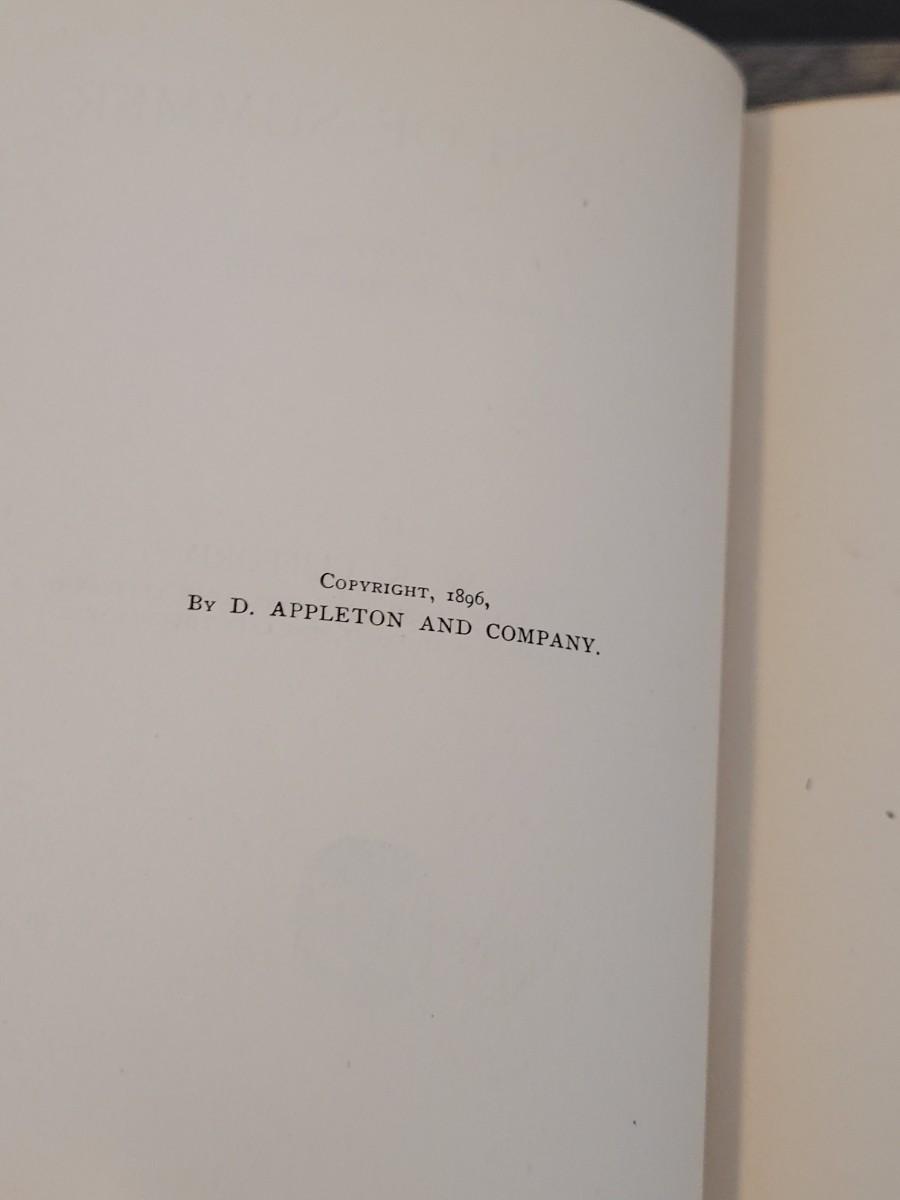 Copyright, 1896,
By D. APPLETON AND COMPANY.